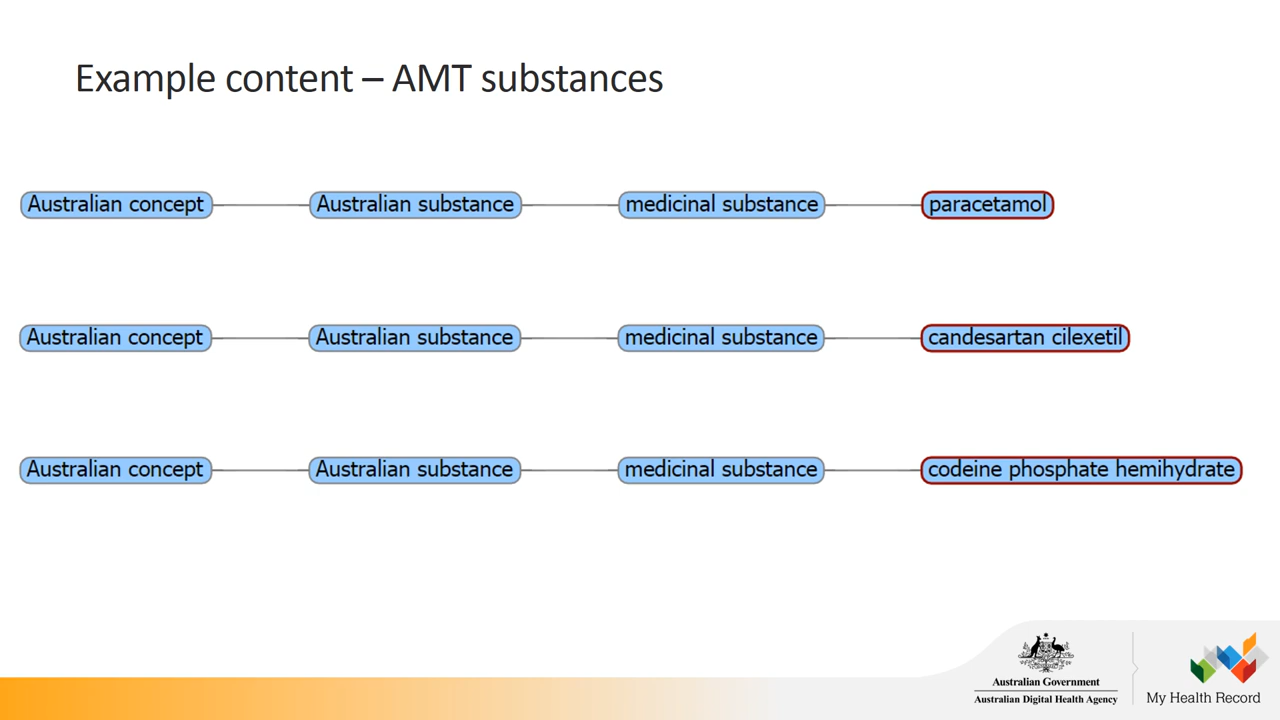 Example content – AMT substances
Australian concept Australian substance medicinal substance paracetamol
Australian concept Australian substance medicinal substance candesartan cilexetil
Australian concept Australian substance medicinal substance codeine phosphate hemihydrate
Australian Government
Australian Digital Health Agency
My Health Record